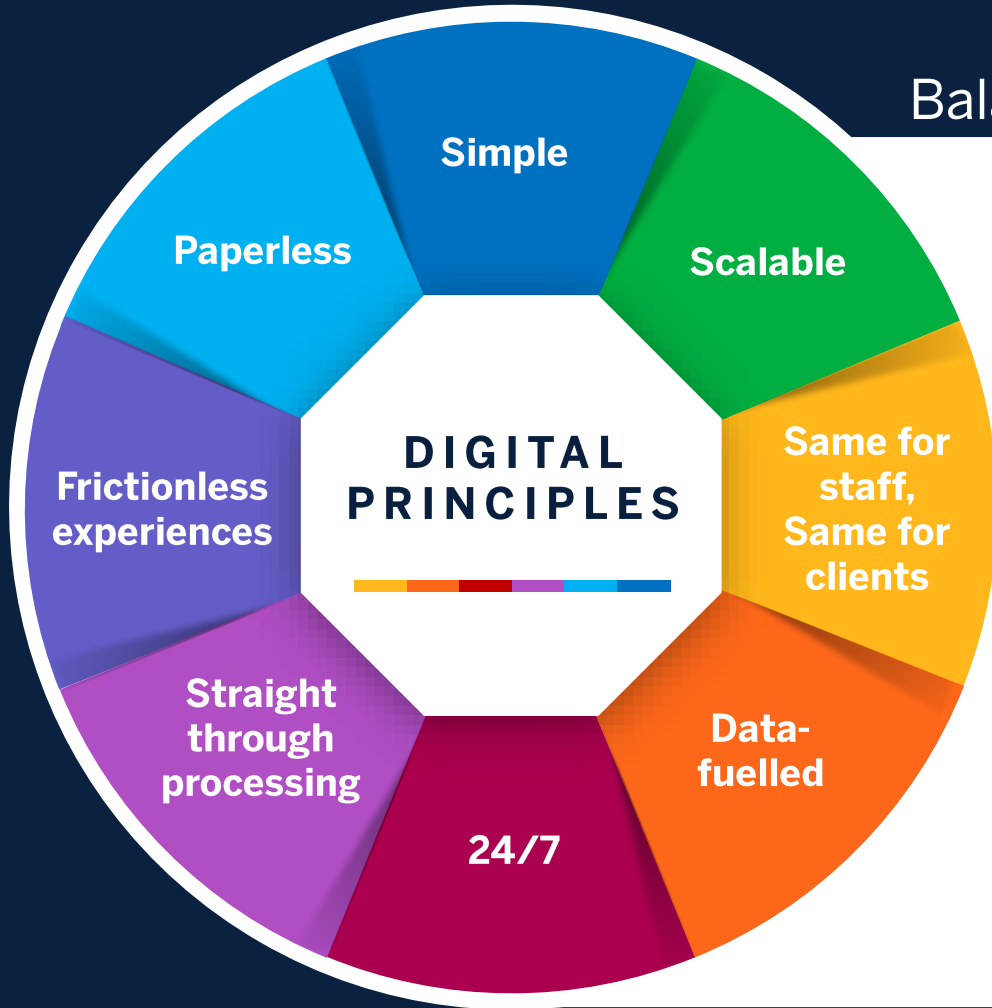 Simple
Bala
Scalable
Same for
staff,
Same for
clients
Data-
fuelled
24/7
Straight
through
processing
Frictionless
experiences
Paperless
DIGITAL
PRINCIPLES